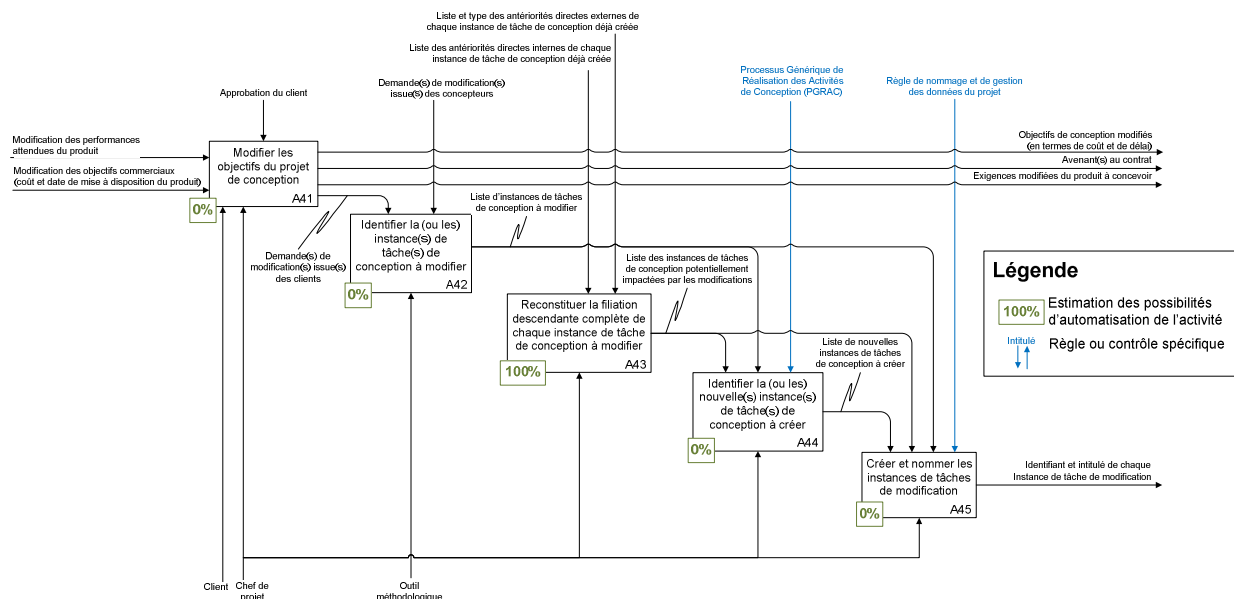 Liste et type des antériorités directes externes de
chaque instance de tâche de conception déjà créée
Liste des antériorités directes internes de chaque
instance de tâche de conception déjà créée
Demande(s) de modification(s)
issue(s) des concepteurs
Processus Générique de
Réalisation des Activités
de Conception (PGRAC)
Règle de nommage et de gestion
des données du projet
Approbation du client
Modification des performances
attendues du produit
Modification des objectifs commerciaux
(coût et date de mise à disposition du produit)
Modifier les
objectifs du projet
de conception
A41
0%
Objectifs de conception modifiés
(en termes de coût et de délai)
Avenant(s) au contrat
Exigences modifiées du produit à concevoir
Demande(s) de
modification(s) issue(s)
des clients
Identifier la (ou les)
instance(s) de
tâche(s) de
conception à modifier
A42
0%
Liste d'instances de tâches
de conception à modifier
Reconstituer la filiation
descendante complète de
chaque instance de tâche
de conception à modifier
A43
100%
Liste des instances de tâches
de conception potentiellement
impactées par les modifications
Identifier la (ou les)
nouvelle(s) instance(s)
de tâche(s) de
conception à créer
A44
0%
Liste de nouvelles
instances de tâches
de conception à créer
Créer et nommer les
instances de tâches
de modification
A45
0%
Identifiant et intitulé de chaque
Instance de tâche de modification
Légende
100%
Estimation des possibilités
d'automatisation de l'activité
Intitulé
Règle ou contrôle spécifique
Client
Chef de
projet
Outil
méthodologique